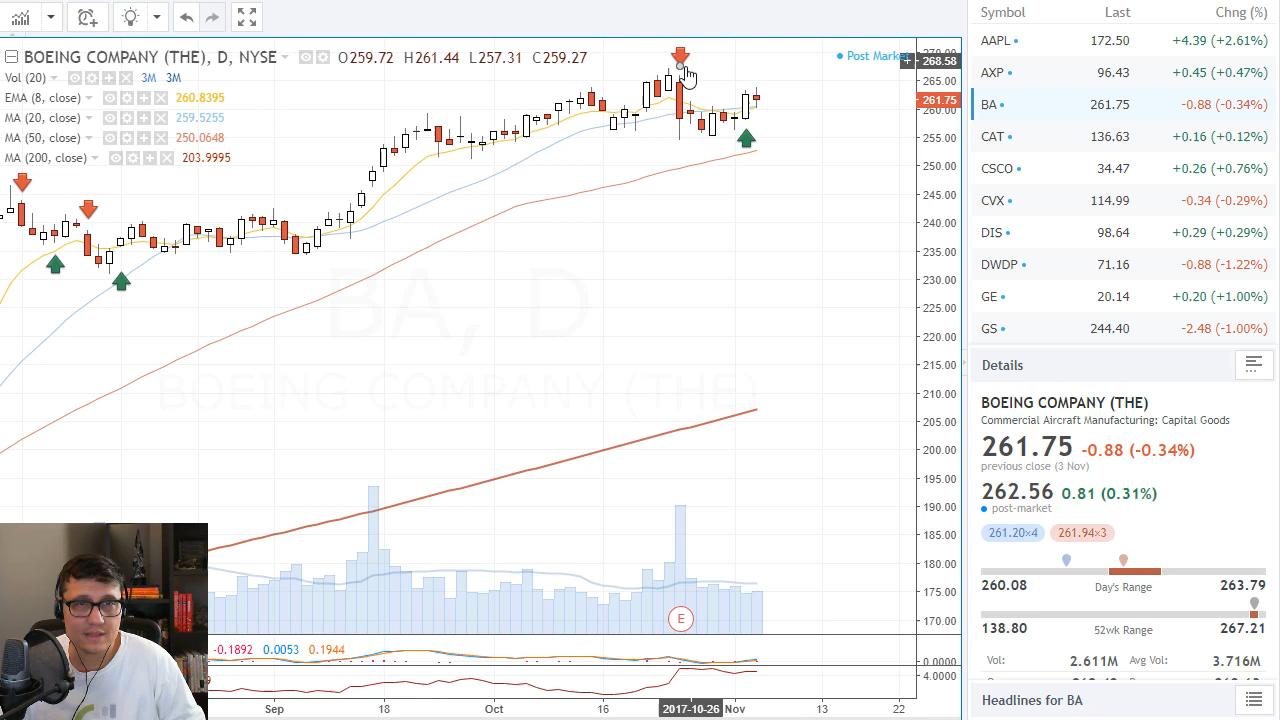 BOEING COMPANY (THE), D, NYSE O259.72 H261.44 L257.31 C259.27
Vol (20) 3M 3M
EMA (8, close) 260.8395
MA (20, close) 259.5255
MA (50, close) 250.0648
MA (200, close) 203.9995
Post Market
270.00
268.58
265.00
261.75
260.00
255.00
250.00
245.00
240.00
235.00
230.00
225.00
220.00
215.00
210.00
205.00
200.00
195.00
190.00
185.00
180.00
175.00
170.00
BA, D
BOEING COMPANY (THE)
E
-0.1892 0.0053 0.1944
0.0000
4.0000
Sep Oct 16 2017-10-26 Nov 13 22
18
Symbol Last Chng (%)
AAPL 172.50 +4.39 (+2.61%)
AXP 96.43 +0.45 (+0.47%)
BA 261.75 -0.88 (-0.34%)
CAT 136.63 +0.16 (+0.12%)
CSCO 34.47 +0.26 (+0.76%)
CVX 114.99 -0.34 (-0.29%)
DIS 98.64 +0.29 (+0.29%)
DWDP 71.16 -0.88 (-1.22%)
GE 20.14 +0.20 (+1.00%)
GS 244.40 -2.48 (-1.00%)
Details
BOEING COMPANY (THE)
Commercial Aircraft Manufacturing: Capital Goods
261.75 -0.88 (-0.34%)
previous close (3 Nov)
262.56 0.81 (0.31%)
post-market
261.20×4 261.94×3
260.08 Day's Range 263.79
138.80 52wk Range 267.21
Vol: 2.611M Avg Vol: 3.716M
Headlines for BA